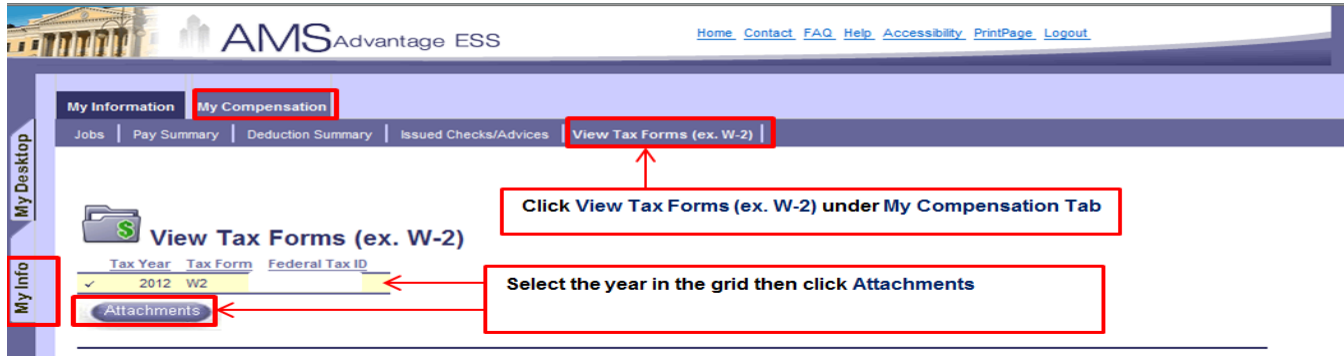 AMSAdvantage ESS
Home Contact FAQ Help Accessibility PrintPage Logout
My Information My Compensation
Jobs | Pay Summary | Deduction Summary | Issued Checks/Advices | View Tax Forms (ex. W-2) |
My Desktop
My Info
Click View Tax Forms (ex. W-2) under My Compensation Tab
View Tax Forms (ex. W-2)
Tax Year Tax Form Federal Tax ID
✓ 2012 W2
Select the year in the grid then click Attachments
Attachments